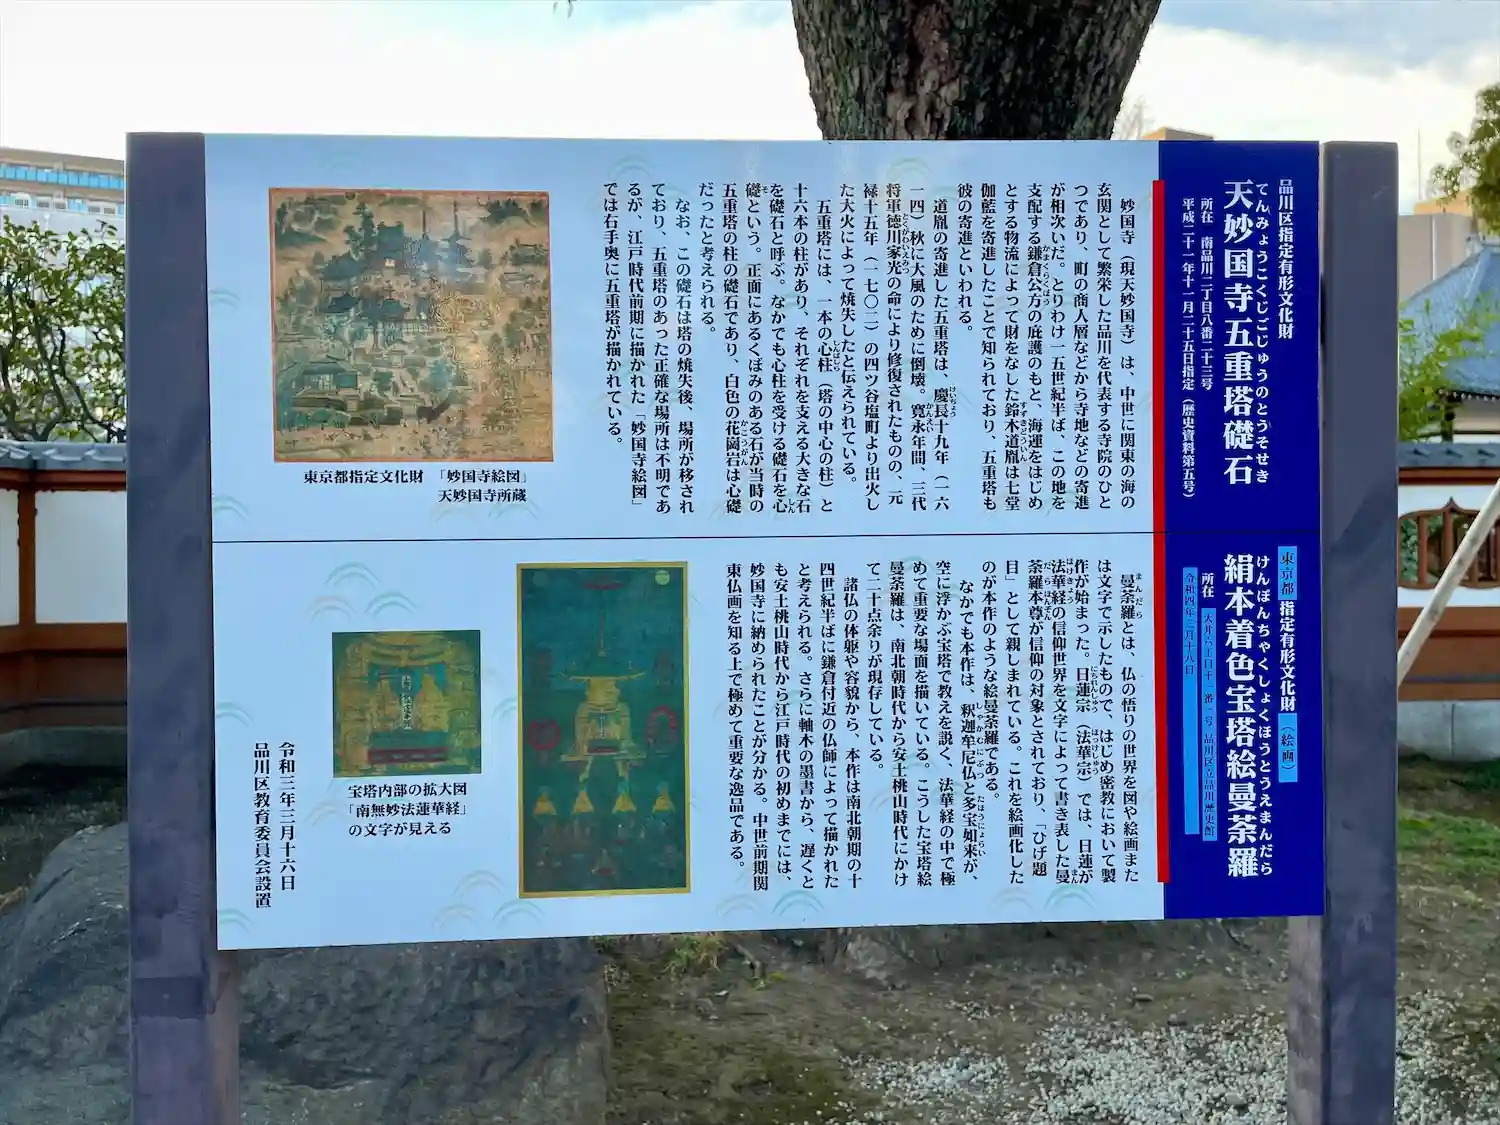 品川区指定有形文化財
てんみょうこくじごじゅうのとうそせき
天妙国寺五重塔礎石
所在 南品川二丁目八番二十三号
平成二十一年十一月二十五日指定(歴史資料第五号)
妙国寺(現天妙国寺)は、中世に関東の海の
玄関として繁栄した品川を代表する寺院のひと
つであり、町の商人層などから寺地などの寄進
が相次いだ。とりわけ一五世紀半ば、この地を
支配する鎌倉公方の庇護のもと、海運をはじめ
とする物流によって財をなした鈴木道胤は七堂
伽藍を寄進したことで知られており、五重塔も
彼の寄進といわれる。
道胤の寄進した五重塔は、慶長十九年(一六
一四)秋に大風のために倒壊。寛永年間、三代
将軍徳川家光の命により修復されたものの、元
禄十五年(一七〇二)の四ツ谷塩町より出火し
た大火によって焼失したと伝えられている。
五重塔には、一本の心柱(塔の中心の柱)と
十六本の柱があり、それぞれを支える大きな石
を礎石と呼ぶ。なかでも心柱を受ける礎石を心
礎という。正面にあるくぼみのある石が当時の
五重塔の柱の礎石であり、白色の花崗岩は心礎
だったと考えられる。
なお、この礎石は塔の焼失後、場所が移され
ており、五重塔のあった正確な場所は不明であ
るが、江戸時代前期に描かれた「妙国寺絵図」
では右手奥に五重塔が描かれている。
東京都指定文化財 「妙国寺絵図」
天妙国寺所蔵
東京都指定有形文化財(絵画)
けんぽんちゃくしょくほうとうえまんだら
絹本着色宝塔絵曼荼羅
所在 大井六丁目十一番一号 品川区立品川歴史館
令和四年三月十八日
曼荼羅とは、仏の悟りの世界を図や絵画また
は文字で示したもので、はじめ密教において製
作が始まった。日蓮宗(法華宗)では、日蓮が
法華経の信仰世界を文字によって書き表した曼
荼羅本尊が信仰の対象とされており、「ひげ題
目」として親しまれている。これを絵画化した
のが本作のような絵曼荼羅である。
なかでも本作は、釈迦牟尼仏と多宝如来が、
空に浮かぶ宝塔で教えを説く、法華経の中で極
めて重要な場面を描いている。こうした宝塔絵
曼荼羅は、南北朝時代から安土桃山時代にかけ
て二十点余りが現存している。
諸仏の体躯や容貌から、本作は南北朝期の十
四世紀半ばに鎌倉付近の仏師によって描かれた
と考えられる。さらに軸木の墨書から、遅くと
も安土桃山時代から江戸時代の初めまでには、
妙国寺に納められたことが分かる。中世前期関
東仏画を知る上で極めて重要な逸品である。
宝塔内部の拡大図
「南無妙法蓮華経」
の文字が見える
令和三年三月十六日
品川区教育委員会設置